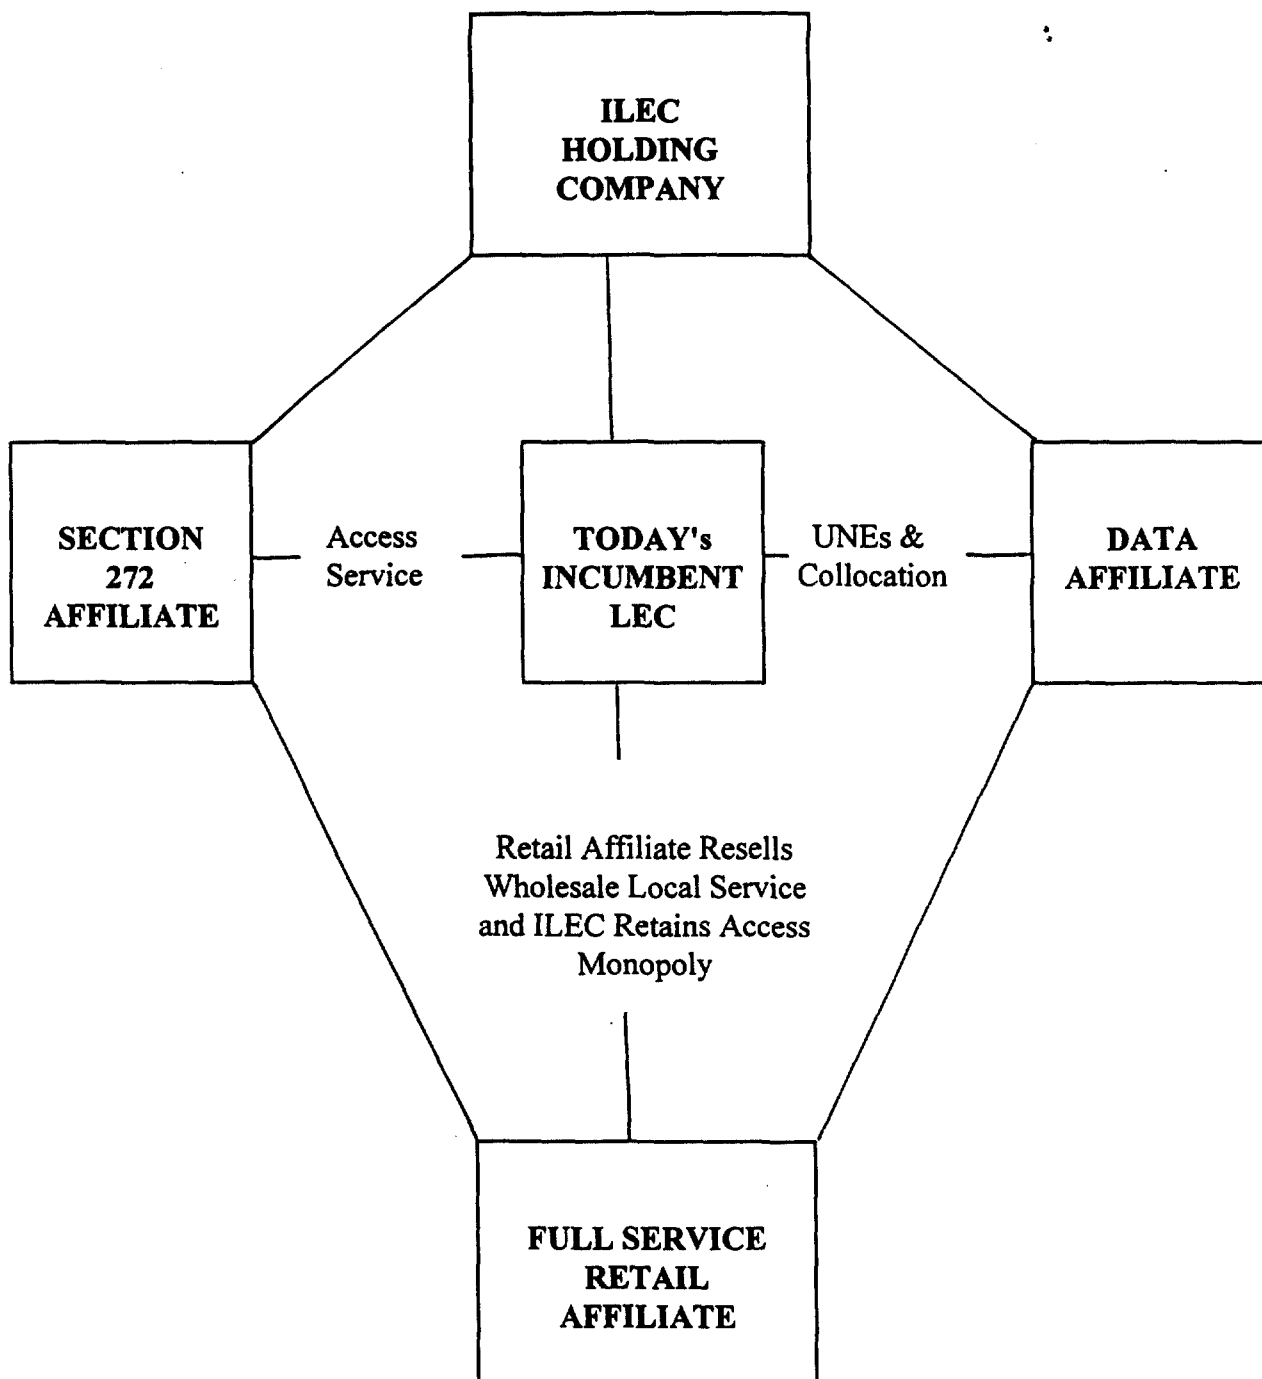 ILEC
HOLDING
COMPANY
SECTION
272
AFFILIATE
Access
Service
TODAY's
INCUMBENT
LEC
UNEs &
Collocation
DATA
AFFILIATE
Retail Affiliate Resells
Wholesale Local Service
and ILEC Retains Access
Monopoly
FULL SERVICE
RETAIL
AFFILIATE